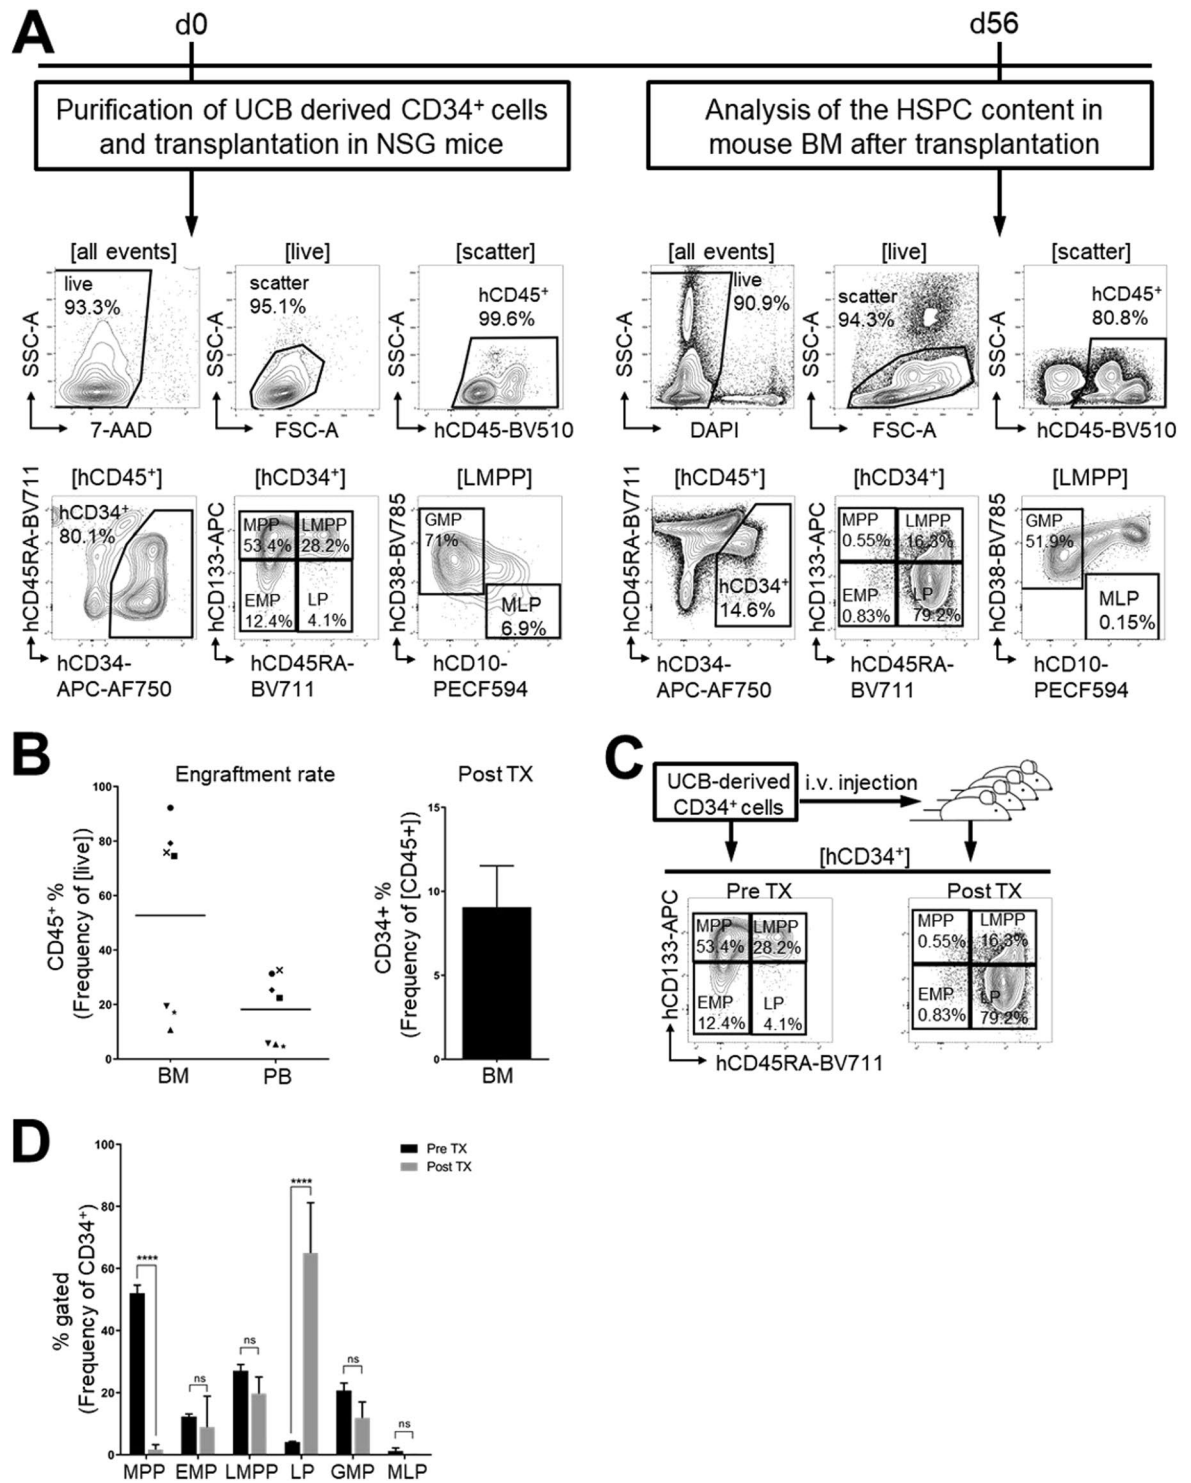 A
d0
d56
Purification of UCB derived CD34+ cells
and transplantation in NSG mice
Analysis of the HSPC content in
mouse BM after transplantation
[all events]
[live]
[scatter]
[all events]
[live]
[scatter]
live
93.3%
SSC-A
7-AAD
scatter
95.1%
SSC-A
FSC-A
hCD45+
99.6%
SSC-A
hCD45-BV510
live
90.9%
SSC-A
DAPI
scatter
94.3%
SSC-A
FSC-A
hCD45+
80.8%
SSC-A
hCD45-BV510
[hCD45+]
[hCD34+]
[LMPP]
[hCD45+]
[hCD34+]
[LMPP]
hCD34+
80.1%
hCD45RA-BV711
hCD34-
APC-AF750
MPP
53.4%
LMPP
28.2%
EMP
12.4%
LP
4.1%
hCD133-APC
hCD45RA-
BV711
GMP
71%
MLP
6.9%
hCD38-BV785
hCD10-
PECF594
hCD34+
14.6%
hCD45RA-BV711
hCD34-
APC-AF750
MPP
0.55%
LMPP
16.3%
EMP
0.83%
LP
79.2%
hCD133-APC
hCD45RA-
BV711
GMP
51.9%
MLP
0.15%
hCD38-BV785
hCD10-
PECF594
B
Engraftment rate
CD45+ %
(Frequency of [live])
100
80
60
40
20
0
BM
PB
Post TX
CD34+ %
(Frequency of [CD45+])
15
10
5
0
BM
C
UCB-derived
CD34+ cells
i.v. injection
[hCD34+]
Pre TX
Post TX
MPP
53.4%
LMPP
28.2%
EMP
12.4%
LP
4.1%
hCD133-APC
hCD45RA-BV711
MPP
0.55%
LMPP
16.3%
EMP
0.83%
LP
79.2%
D
Pre TX
Post TX
% gated
(Frequency of CD34+)
100
80
60
40
20
0
****
ns
ns
****
ns
ns
MPP
EMP
LMPP
LP
GMP
MLP